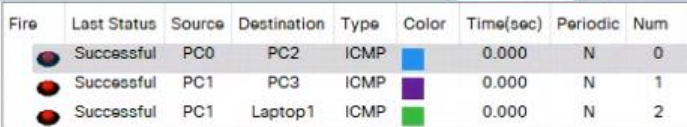 Fire Last Status Source Destination Type Color Time(sec) Periodic Num
Successful PC0 PC2 ICMP 0.000 N 0
Successful PC1 PC3 ICMP 0.000 N 1
Successful PC1 Laptop1 ICMP 0.000 N 2